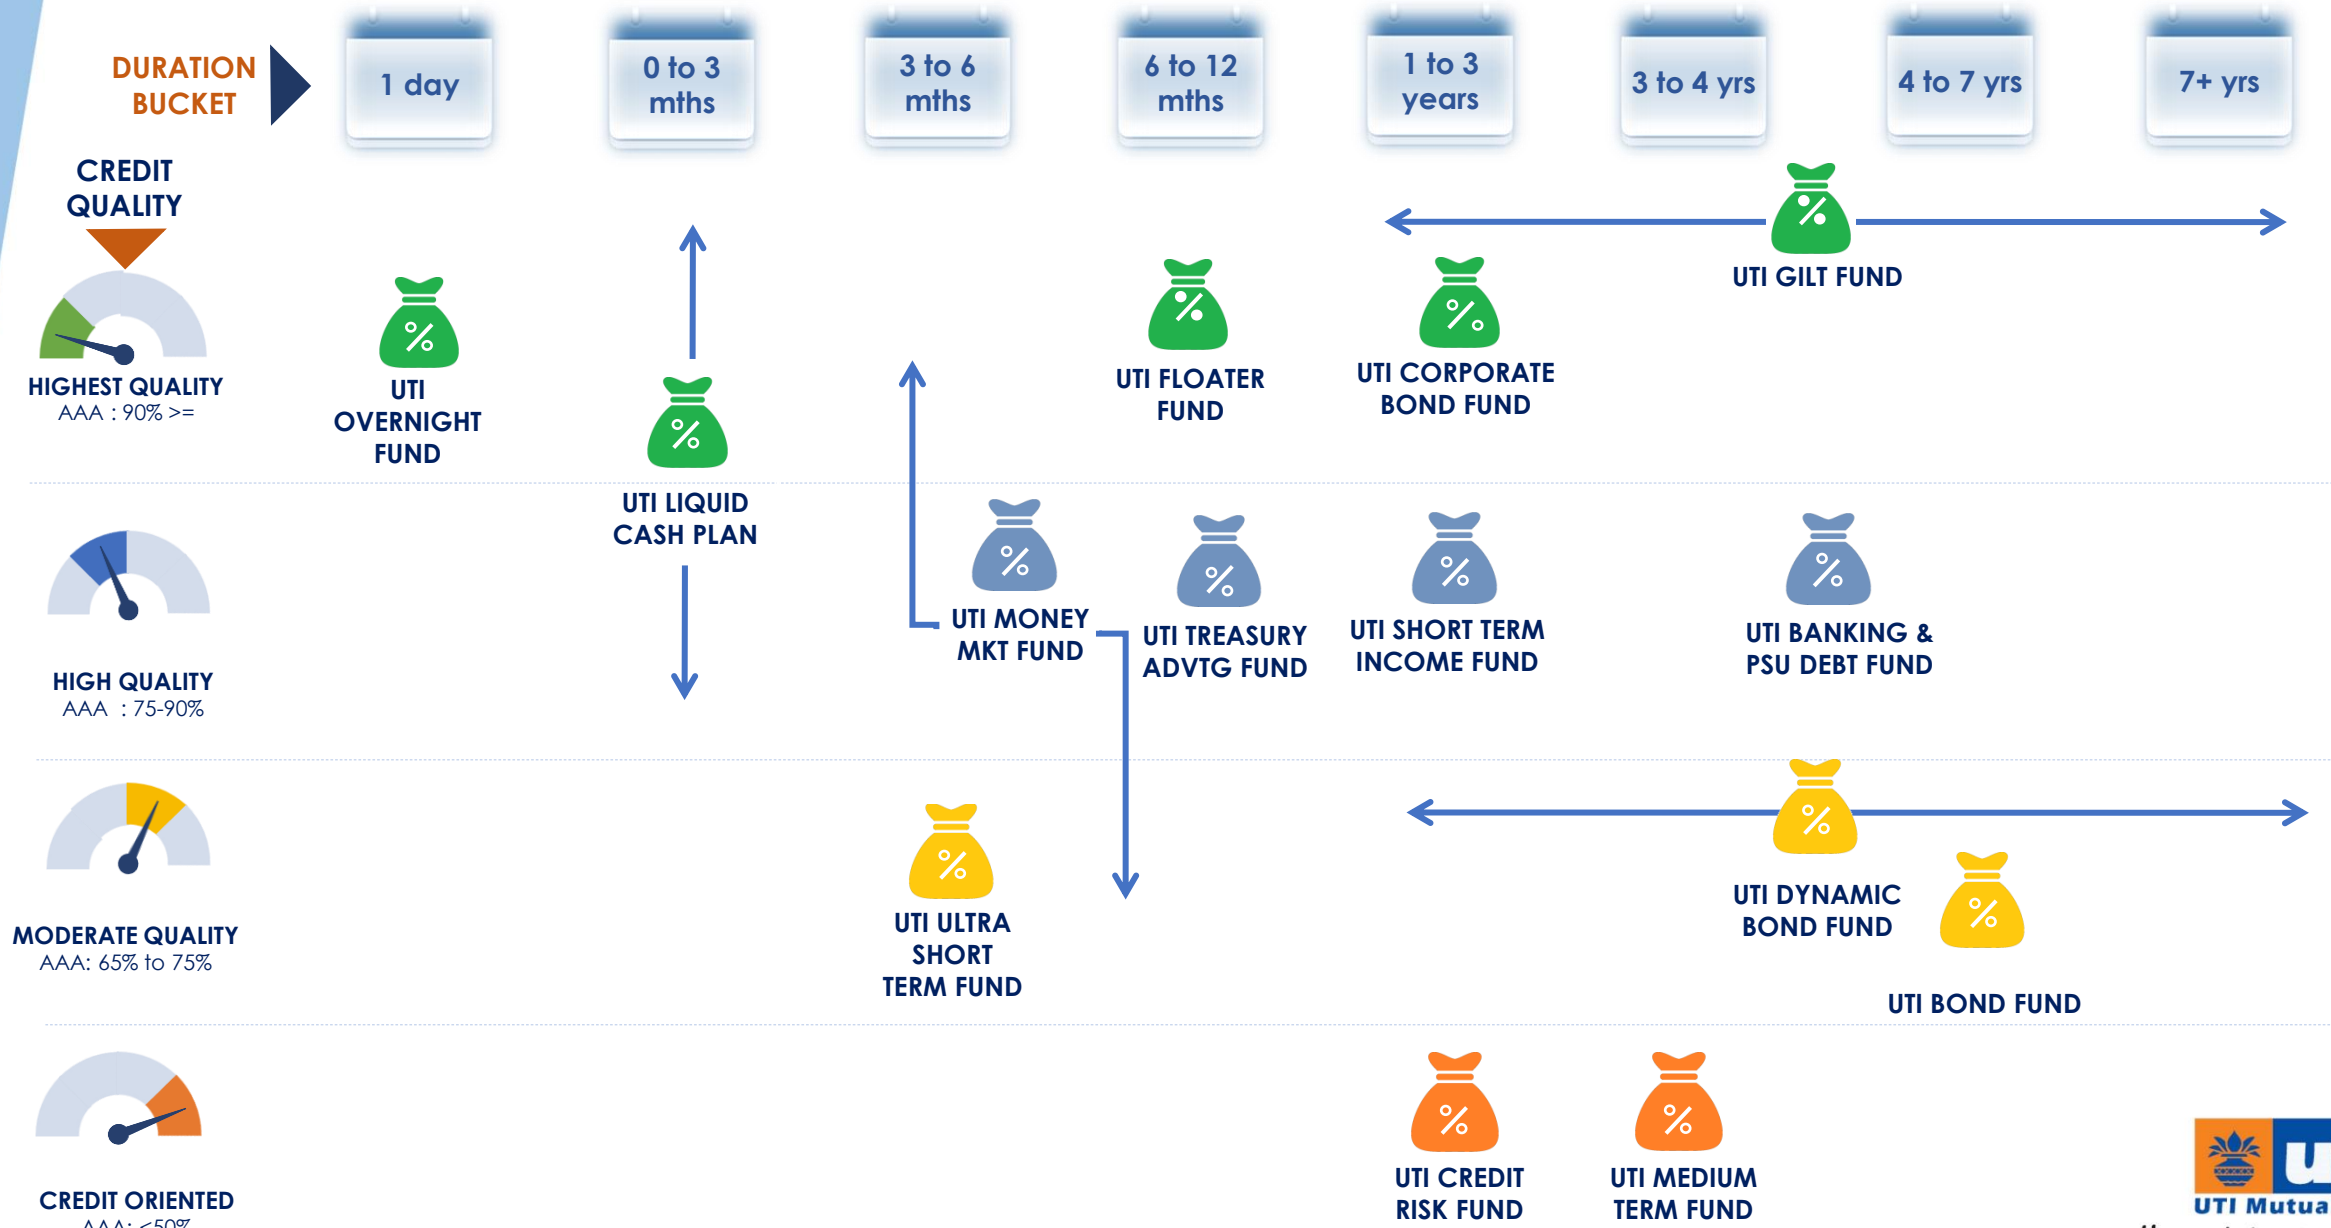 DURATION
BUCKET
1 day
0 to 3
mths
3 to 6
mths
6 to 12
mths
1 to 3
years
3 to 4 yrs
4 to 7 yrs
7+ yrs
CREDIT
QUALITY
UTI GILT FUND
HIGHEST QUALITY
AAA : 90% >=
UTI
OVERNIGHT
FUND
UTI LIQUID
CASH PLAN
UTI FLOATER
FUND
UTI CORPORATE
BOND FUND
HIGH QUALITY
AAA : 75-90%
UTI MONEY
MKT FUND
UTI TREASURY
ADVTG FUND
UTI SHORT TERM
INCOME FUND
UTI BANKING &
PSU DEBT FUND
MODERATE QUALITY
AAA: 65% to 75%
UTI ULTRA
SHORT
TERM FUND
UTI DYNAMIC
BOND FUND
UTI BOND FUND
CREDIT ORIENTED
AAA: <50%
UTI CREDIT
RISK FUND
UTI MEDIUM
TERM FUND
UTI Mutua